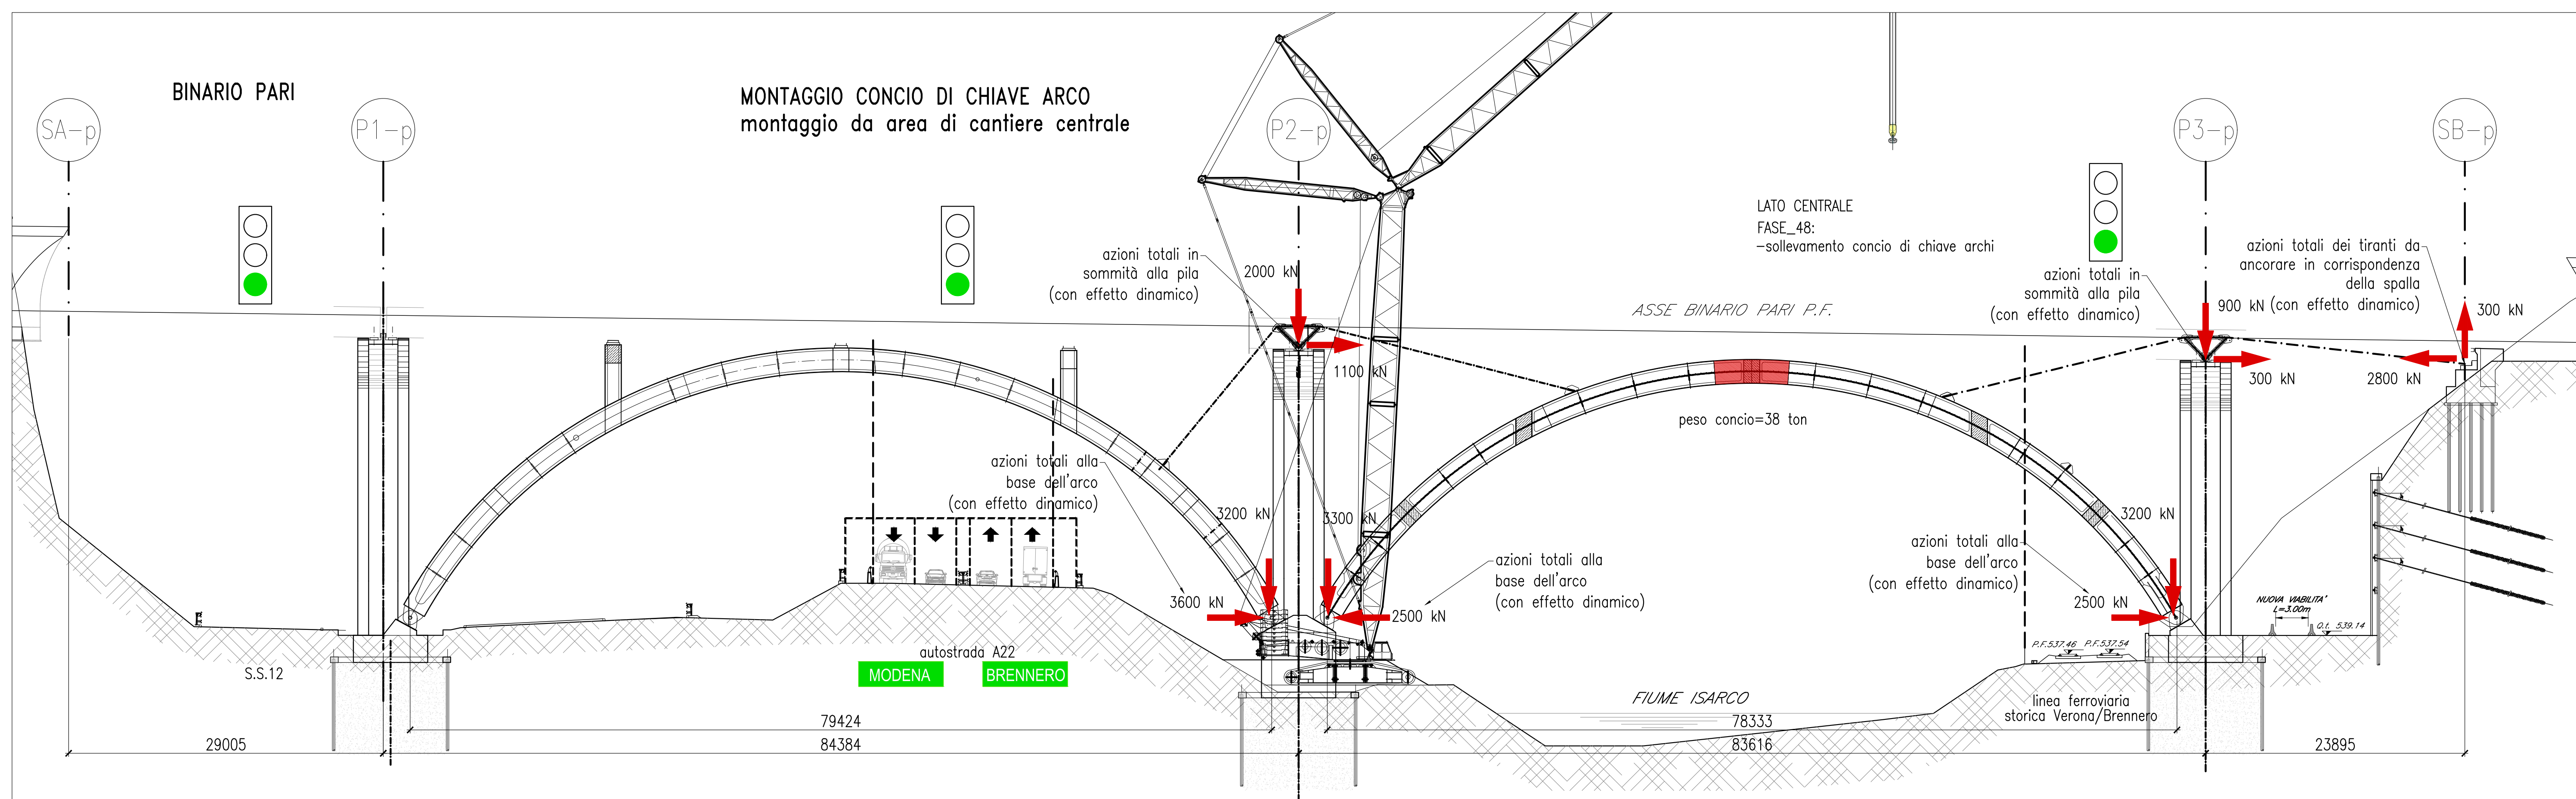 BINARIO PARI
MONTAGGIO CONCIO DI CHIAVE ARCO
montaggio da area di cantiere centrale
SA-p
P1-p
P2-p
P3-p
SB-p
LATO CENTRALE
FASE_48:
-sollevamento concio di chiave archi
azioni totali in
sommità alla pila
(con effetto dinamico)
2000 kN
1100 kN
ASSE BINARIO PARI P.F.
azioni totali in
sommità alla pila
(con effetto dinamico)
900 kN
300 kN
azioni totali dei tiranti da
ancorare in corrispondenza
della spalla
(con effetto dinamico)
300 kN
2800 kN
peso concio=38 ton
azioni totali alla
base dell'arco
(con effetto dinamico)
3200 kN
3600 kN
3300 kN
2500 kN
azioni totali alla
base dell'arco
(con effetto dinamico)
azioni totali alla
base dell'arco
(con effetto dinamico)
3200 kN
2500 kN
NUOVA VIABILITA'
L=3.00m
Q.t. 539.14
P.F.537.46
P.F.537.54
S.S.12
autostrada A22
MODENA
BRENNERO
FIUME ISARCO
linea ferroviaria
storica Verona/Brennero
79424
78333
29005
84384
83616
23895